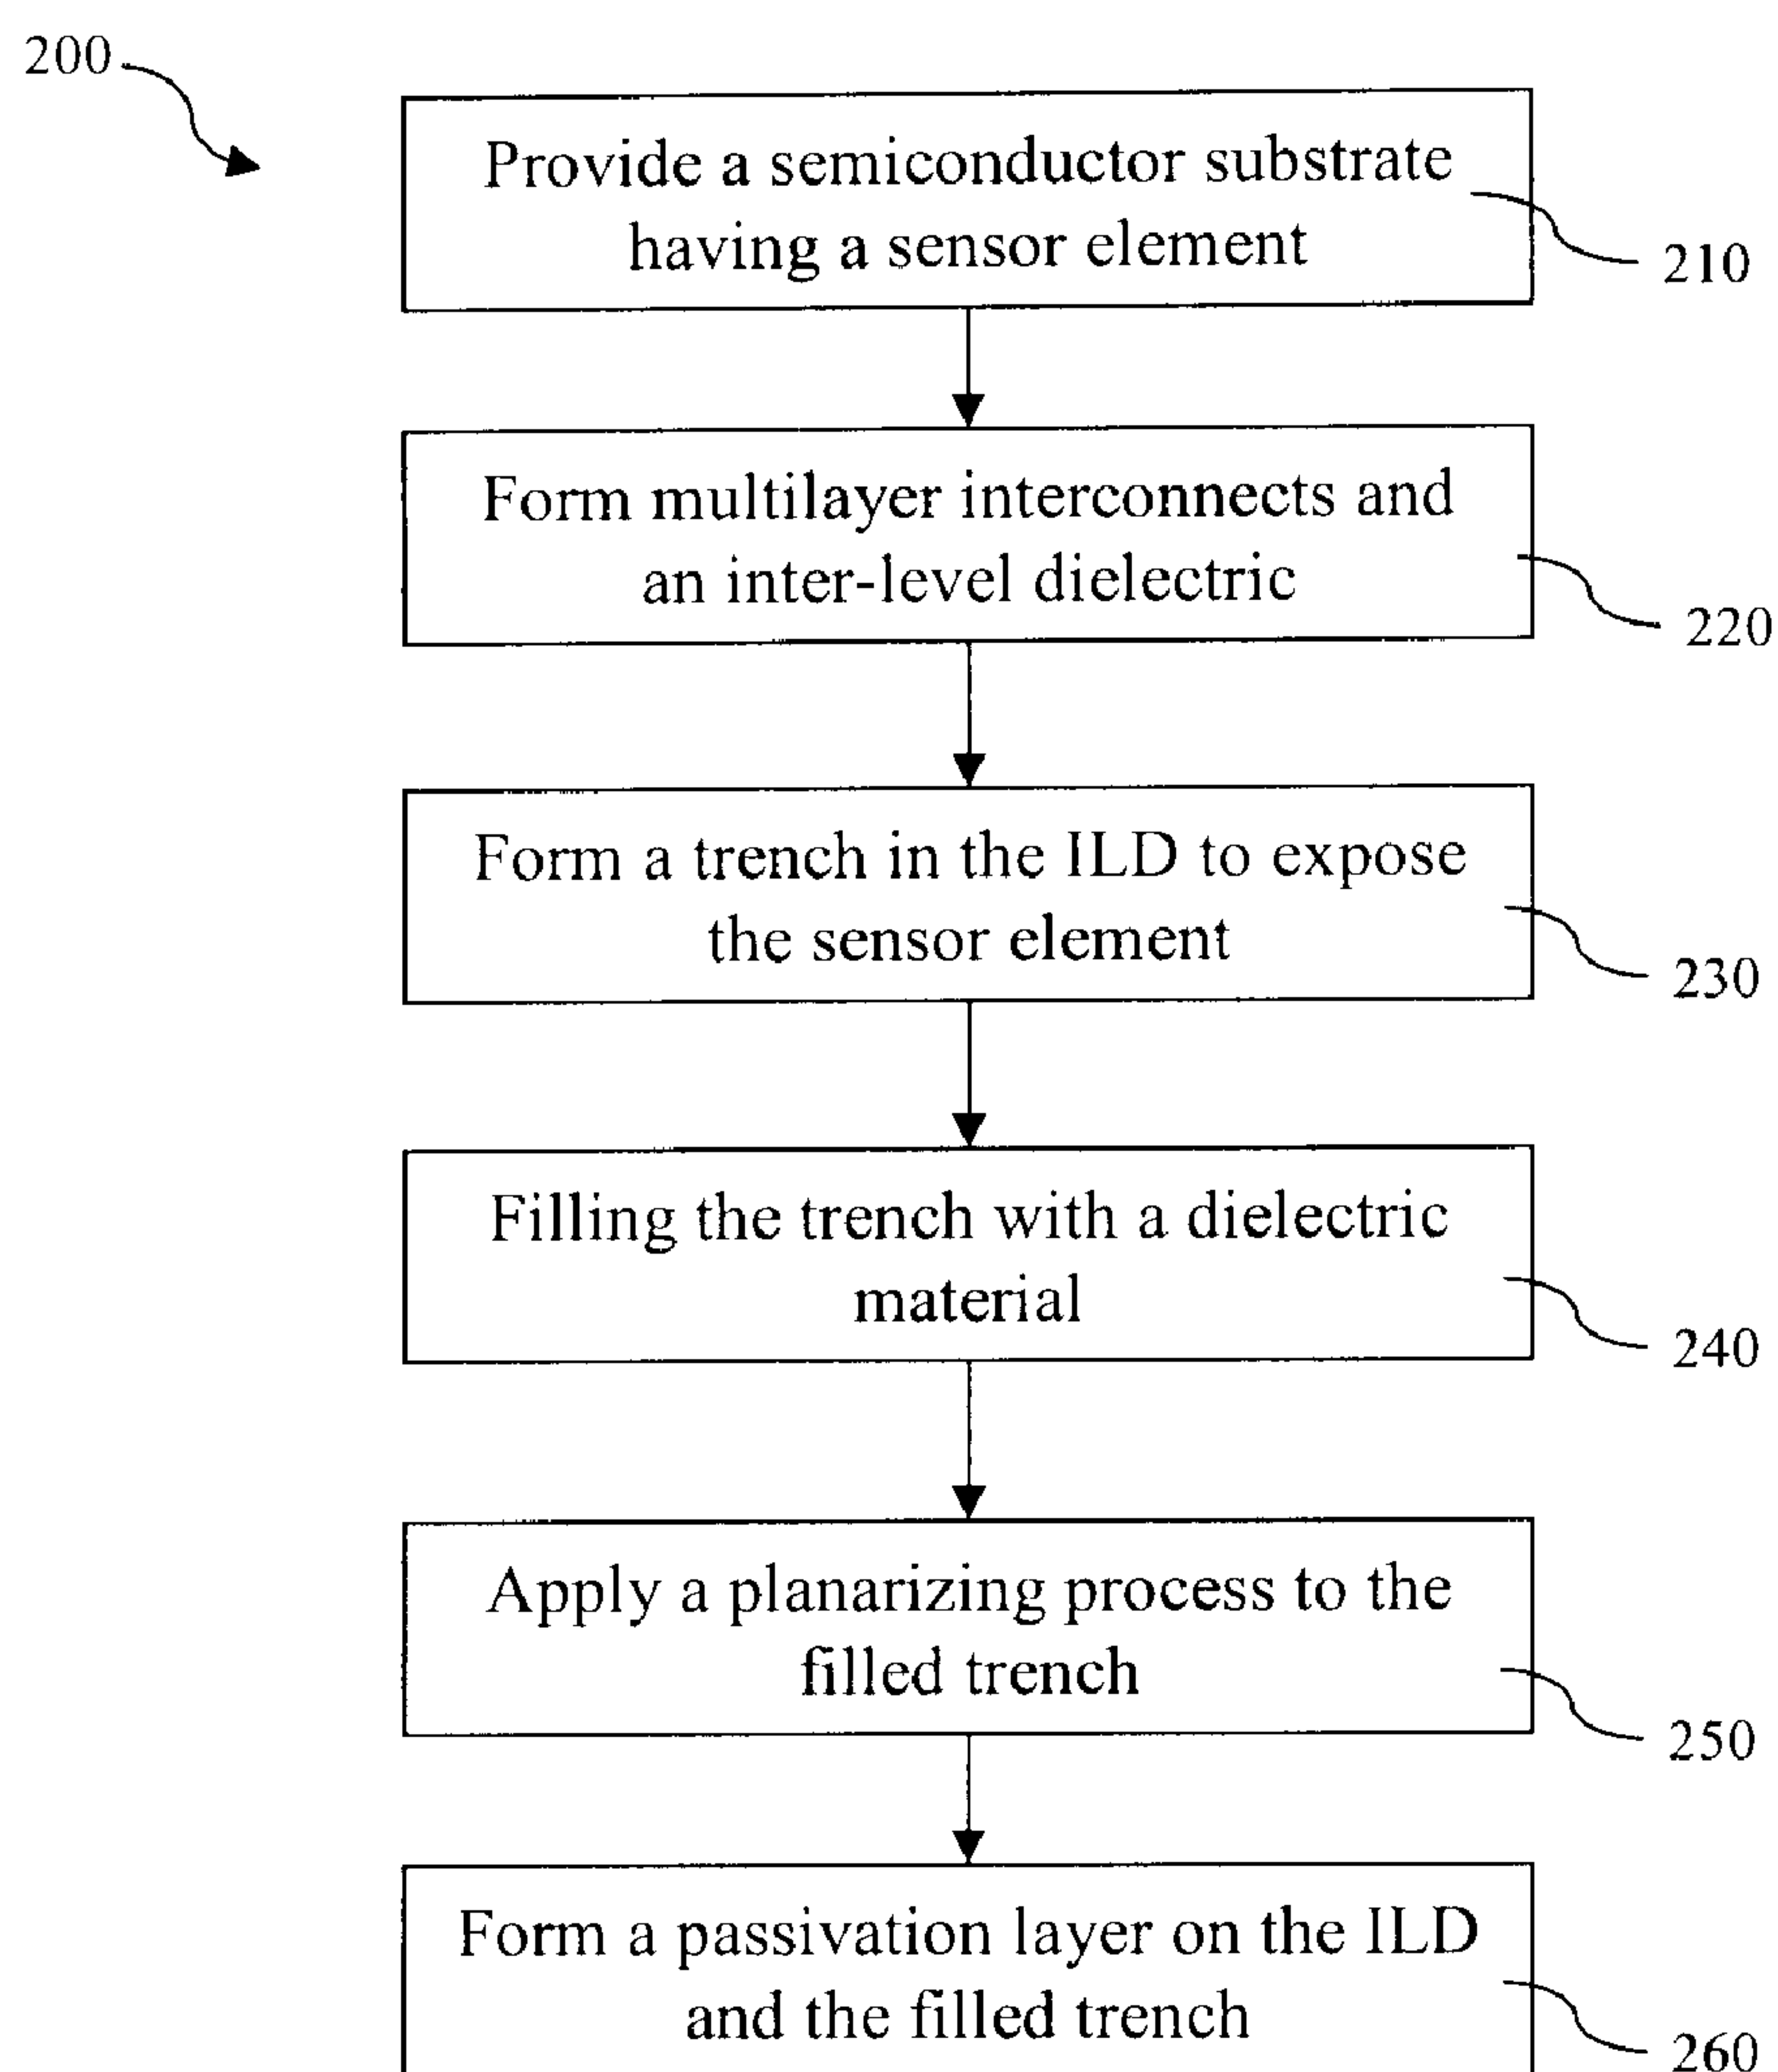 200
Provide a semiconductor substrate
having a sensor element
210
Form multilayer interconnects and
an inter-level dielectric
220
Form a trench in the ILD to expose
the sensor element
230
Filling the trench with a dielectric
material
240
Apply a planarizing process to the
filled trench
250
Form a passivation layer on the ILD
and the filled trench
260